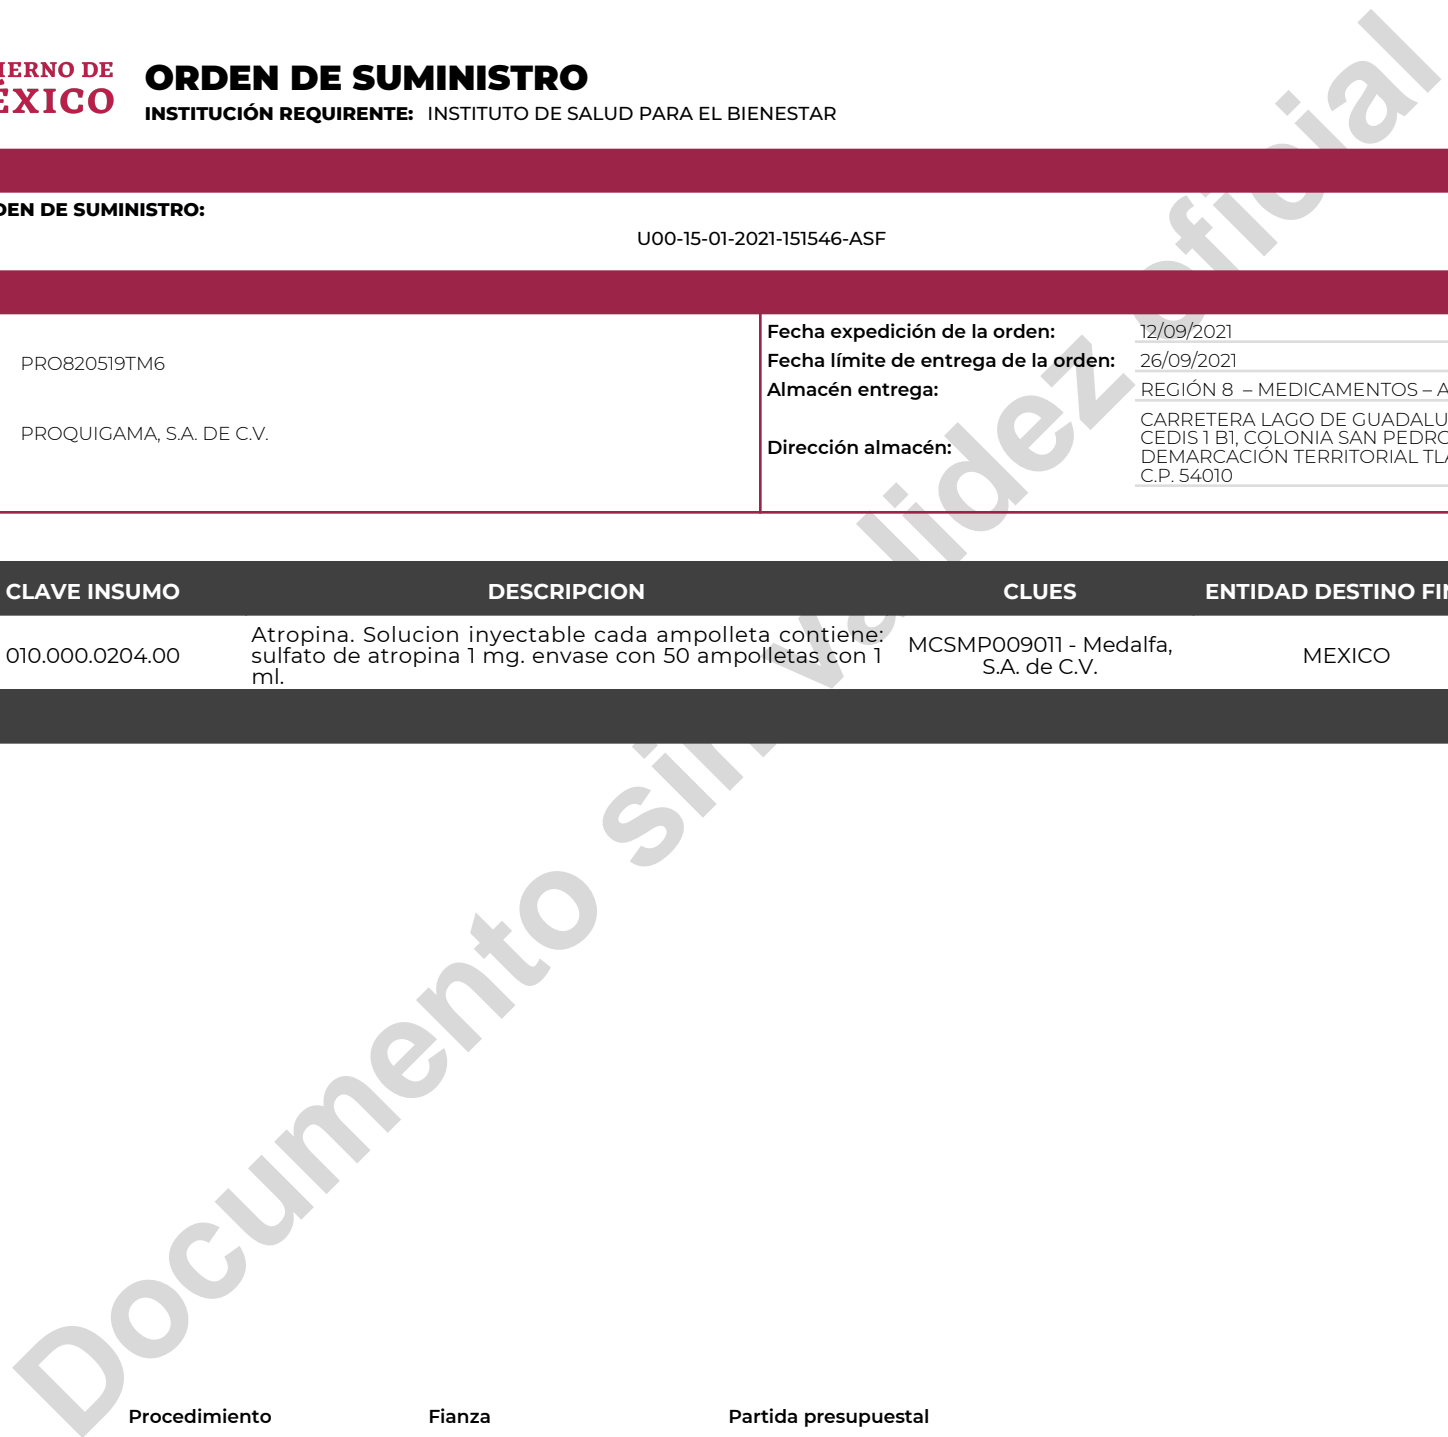 IERNO DE
ÉXICO
ORDEN DE SUMINISTRO
INSTITUCIÓN REQUIRENTE: INSTITUTO DE SALUD PARA EL BIENESTAR
DEN DE SUMINISTRO:
U00-15-01-2021-151546-ASF
PRO820519TM6
PROQUIGAMA, S.A. DE C.V.
Fecha expedición de la orden: 12/09/2021
Fecha límite de entrega de la orden: 26/09/2021
Almacén entrega: REGIÓN 8 – MEDICAMENTOS – A
Dirección almacén:
CARRETERA LAGO DE GUADALU
CEDIS 1 B1, COLONIA SAN PEDRO
DEMARCACIÓN TERRITORIAL TLA
C.P. 54010
CLAVE INSUMO DESCRIPCION CLUES ENTIDAD DESTINO FIN
010.000.0204.00
Atropina. Solucion inyectable cada ampolleta contiene:
sulfato de atropina 1 mg. envase con 50 ampolletas con 1
ml.
MCSMP009011 - Medalfa,
S.A. de C.V.
MEXICO
Documento sin validez oficial
Procedimiento Fianza Partida presupuestal